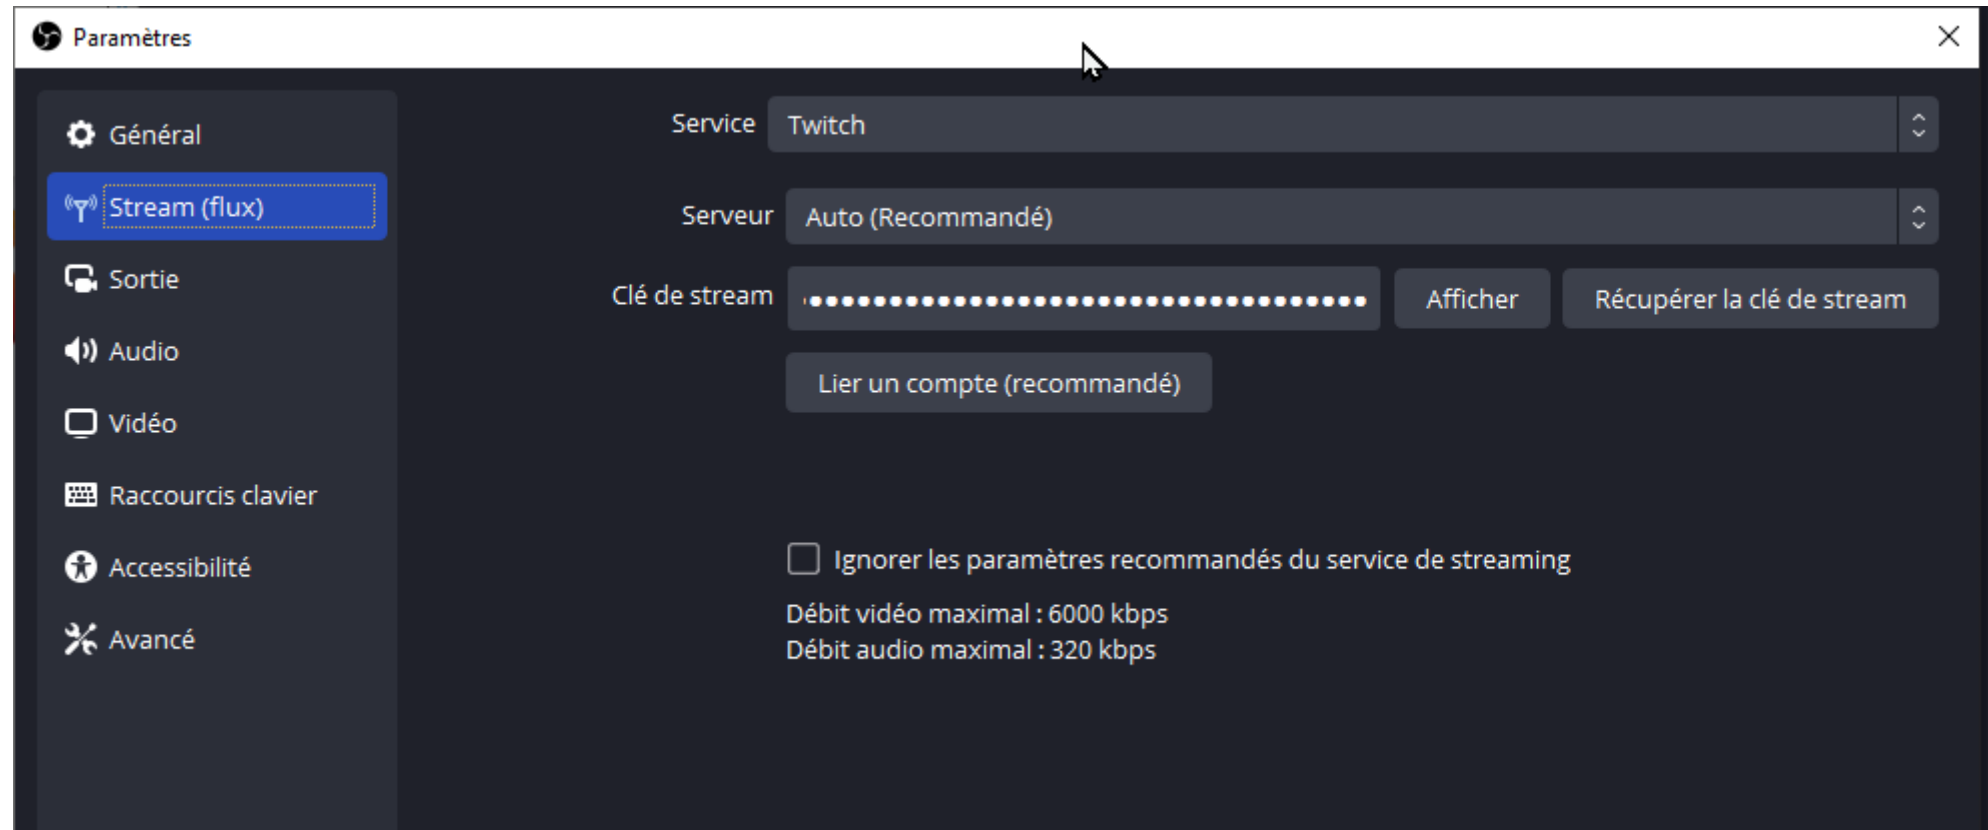 Paramètres
Général
Stream (flux)
Sortie
Audio
Vidéo
Raccourcis clavier
Accessibilité
Avancé
Service Twitch
Serveur Auto (Recommandé)
Clé de stream ●●●●●●●●●●●●●●●●●●●●●●●●●●●●●●●●●●● Afficher Récupérer la clé de stream
Lier un compte (recommandé)
Ignorer les paramètres recommandés du service de streaming
Débit vidéo maximal : 6000 kbps
Débit audio maximal : 320 kbps